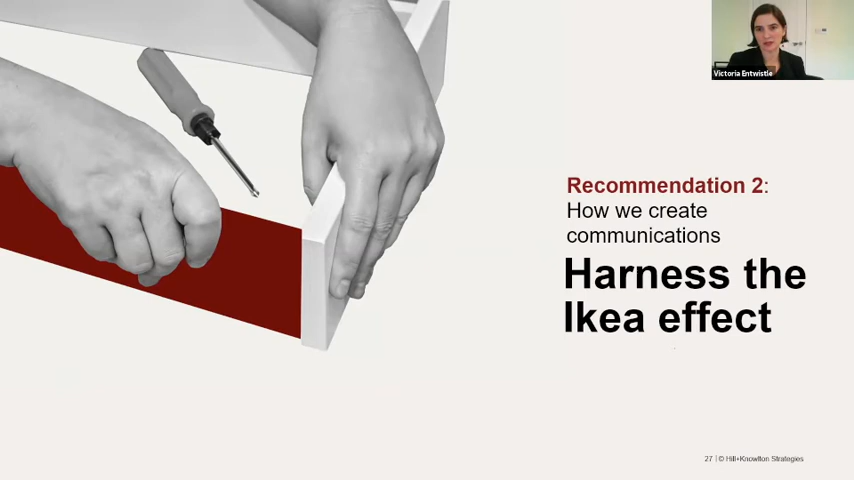 Victoria Entwistle
Recommendation 2:
How we create
communications
Harness the
Ikea effect
27 | © Hill+Knowlton Strategies